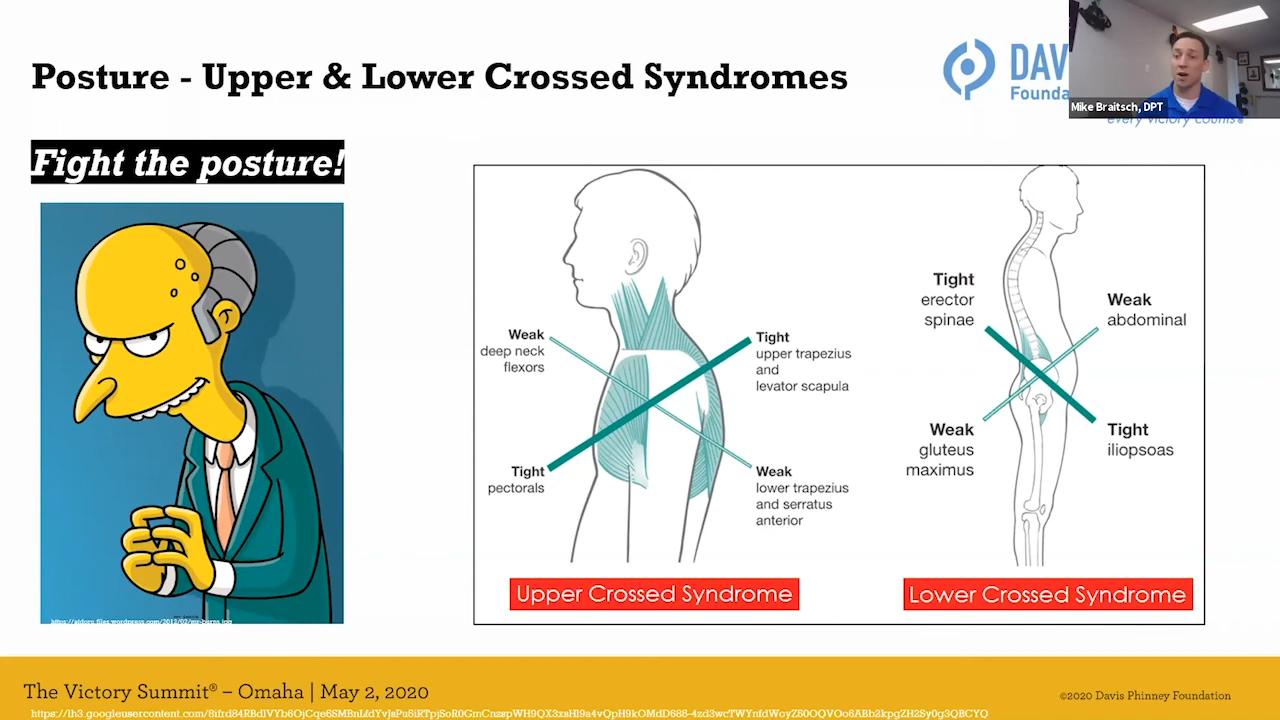 Posture - Upper & Lower Crossed Syndromes
DAV
Founda
every victory counts®
Mike Braitsch, DPT
Fight the posture!
Weak
deep neck
flexors
Tight
upper trapezius
and
levator scapula
Tight
pectorals
Weak
lower trapezius
and serratus
anterior
Upper Crossed Syndrome
Tight
erector
spinae
Weak
abdominal
Weak
gluteus
maximus
Tight
iliopsoas
Lower Crossed Syndrome
The Victory Summit® – Omaha | May 2, 2020
©2020 Davis Phinney Foundation